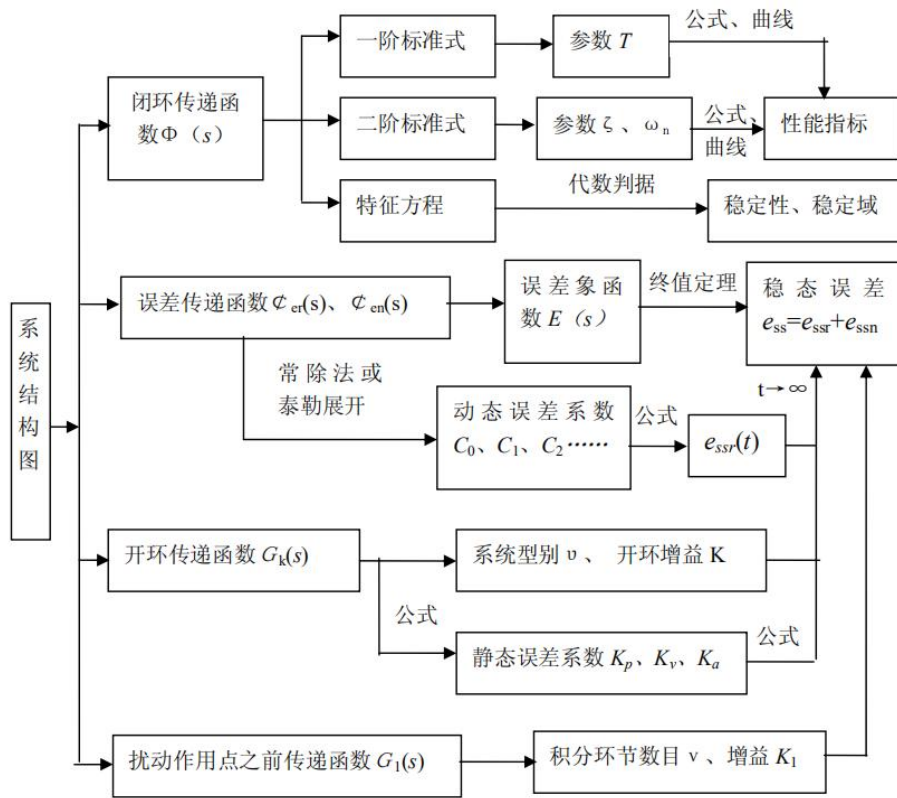 一阶标准式
参数 T
公式、曲线
闭环传递函
数Φ（s）
二阶标准式
参数 ζ、ω n
公式、
曲线
性能指标
特征方程
代数判据
稳定性、稳定域
系
统
结
构
图
误差传递函数¢er(s)、¢en(s)
误 差 象 函
数 E（s）
终值定理
稳 态 误 差
ess=essr+essn
常 除 法 或
泰勒展开
动态误差系数
C0、C1、C2……
公式
essr(t)
t→∞
开环传递函数 Gk(s)
系统型别 υ、 开环增益 K
公式
静态误差系数 Kp、Kv、Ka
公式
扰动作用点之前传递函数 G1(s)
积分环节数目 v、增益 K1